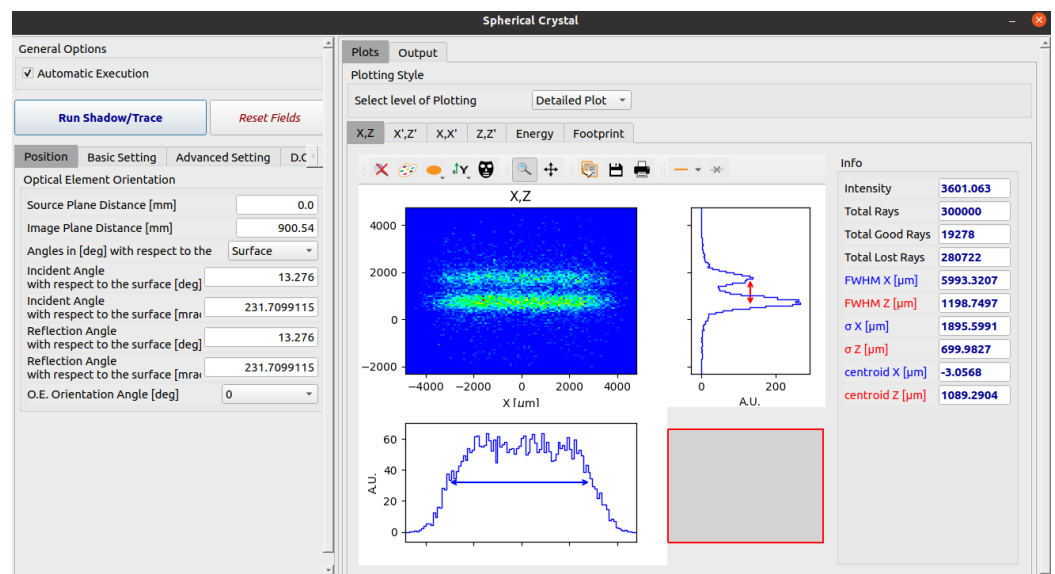 Spherical Crystal
General Options
Automatic Execution
Run Shadow/Trace
Reset Fields
Position
Basic Setting
Advanced Setting
D.C
Optical Element Orientation
Source Plane Distance [mm]
0.0
Image Plane Distance [mm]
900.54
Angles in [deg] with respect to the
Surface
Incident Angle
with respect to the surface [deg]
13.276
Incident Angle
with respect to the surface [mra
231.7099115
Reflection Angle
with respect to the surface [deg]
13.276
Reflection Angle
with respect to the surface [mra
231.7099115
O.E. Orientation Angle [deg]
0
Plots
Output
Plotting Style
Select level of Plotting
Detailed Plot
X,Z
X',Z'
X,X'
Z,Z'
Energy
Footprint
X,Z
4000
2000
0
−2000
−4000 −2000 0 2000 4000
X [μm]
0 200
A.U.
60
40
20
0
A.U.
Info
Intensity 3601.063
Total Rays 300000
Total Good Rays 19278
Total Lost Rays 280722
FWHM X [μm] 5993.3207
FWHM Z [μm] 1198.7497
σ X [μm] 1895.5991
σ Z [μm] 699.9827
centroid X [μm] -3.0568
centroid Z [μm] 1089.2904